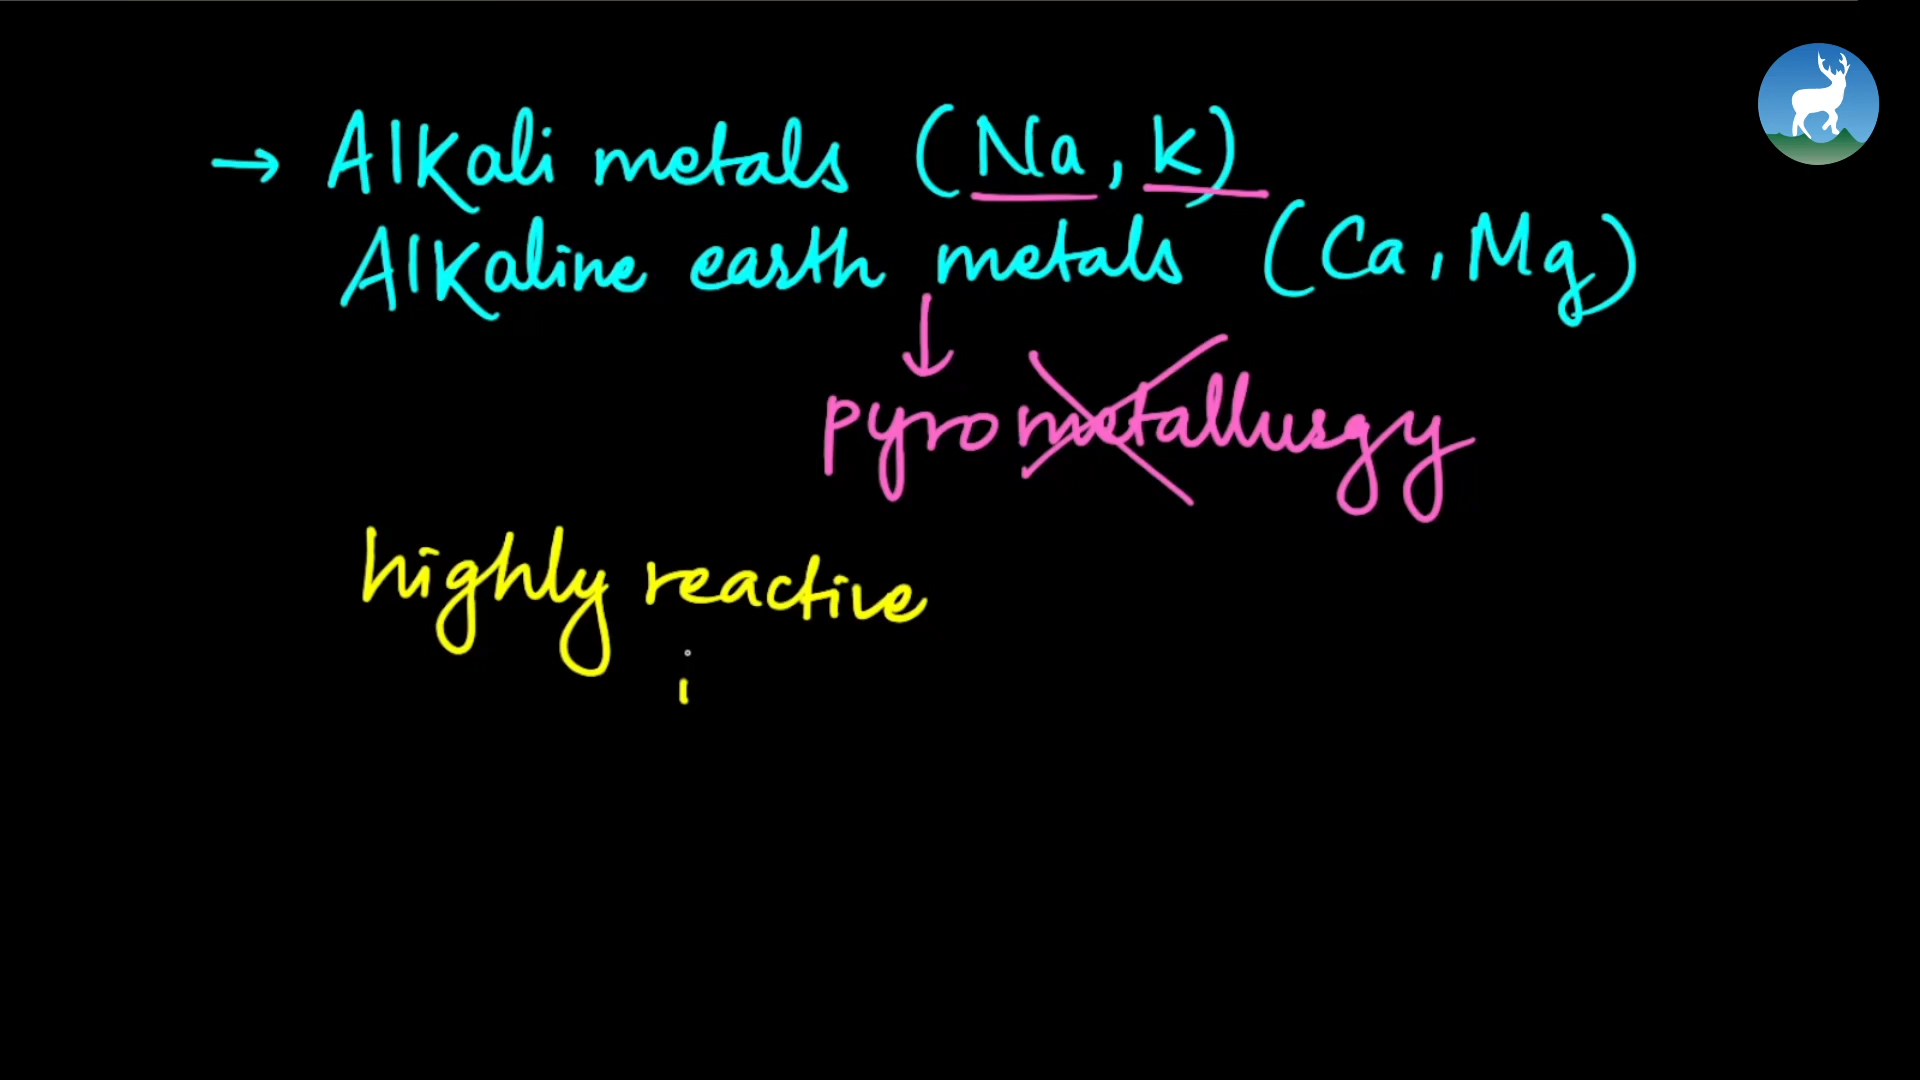 → Alkali metals (Na, K)
Alkaline earth metals (Ca, Mg)
↓
pyrometallurgy
highly reactive
i